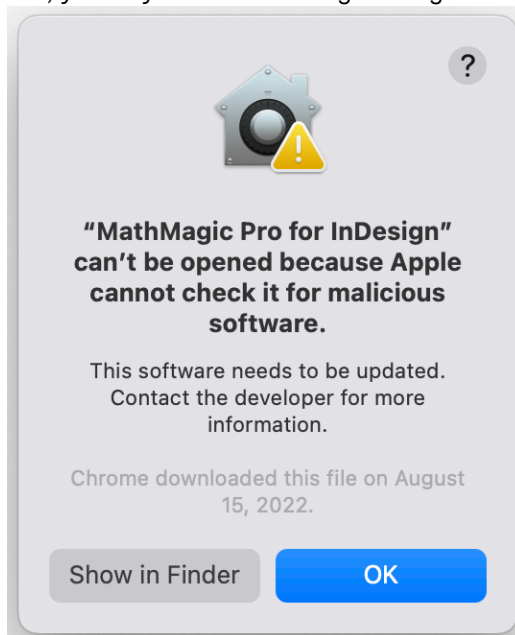 ?
“MathMagic Pro for InDesign”
can’t be opened because Apple
cannot check it for malicious
software.
This software needs to be updated.
Contact the developer for more
information.
Chrome downloaded this file on August
15, 2022.
Show in Finder
OK